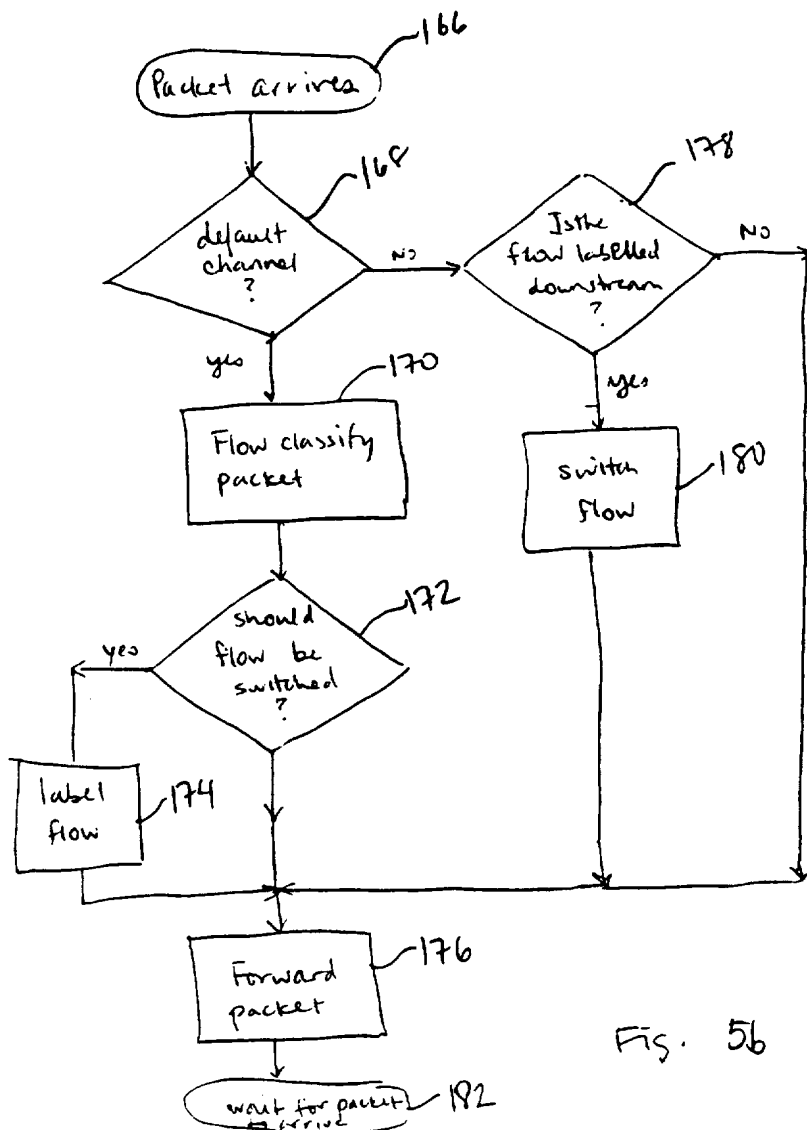 166
Packet arrives
168
default
channel
?
No
yes
178
Is the
flow labelled
downstream
?
No
yes
170
Flow classify
packet
180
switch
flow
172
should
flow be
switched
?
yes
label
flow
174
Forward
packet
176
wait for packet
to arrive
182
Fig. 5b